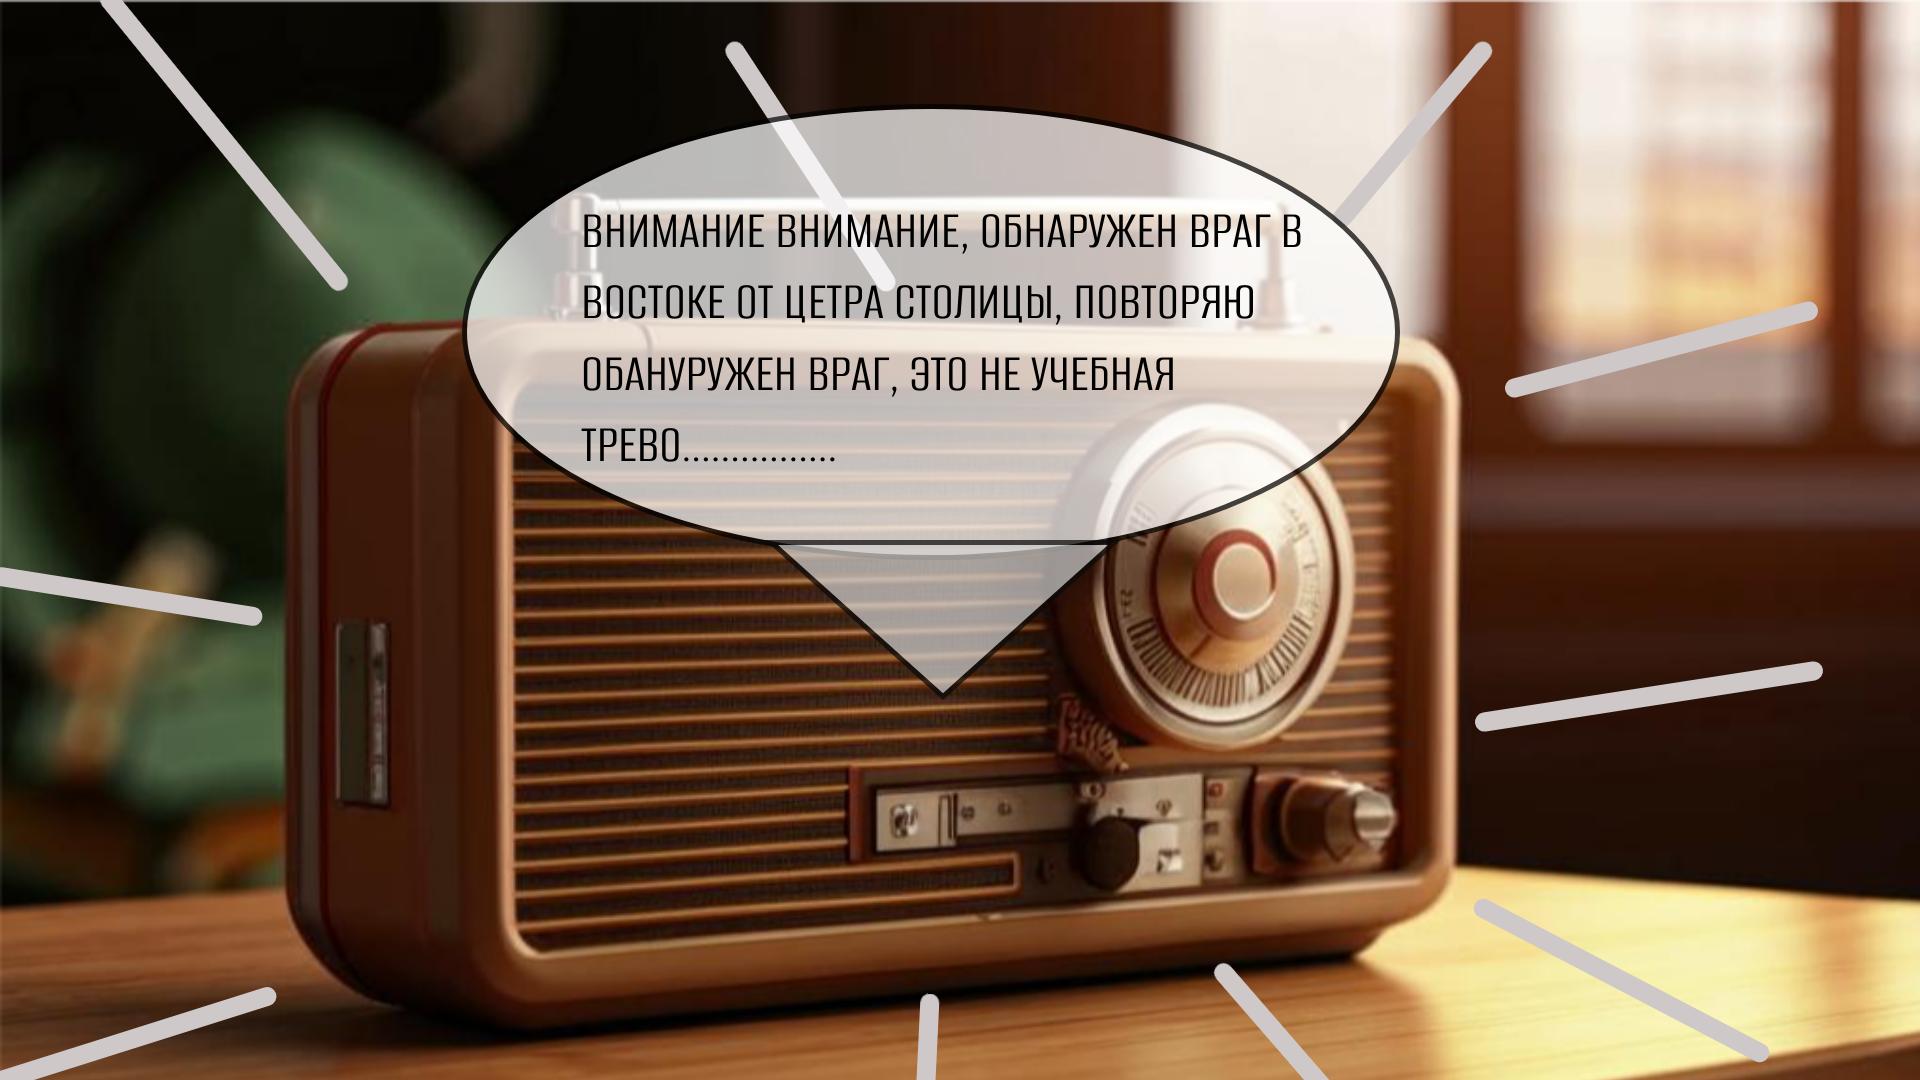 ВНИМАНИЕ ВНИМАНИЕ, ОБНАРУЖЕН ВРАГ В
ВОСТОКЕ ОТ ЦЕТРА СТОЛИЦЫ, ПОВТОРЯЮ
ОБАНУРУЖЕН ВРАГ, ЭТО НЕ УЧЕБНАЯ
ТРЕВО................